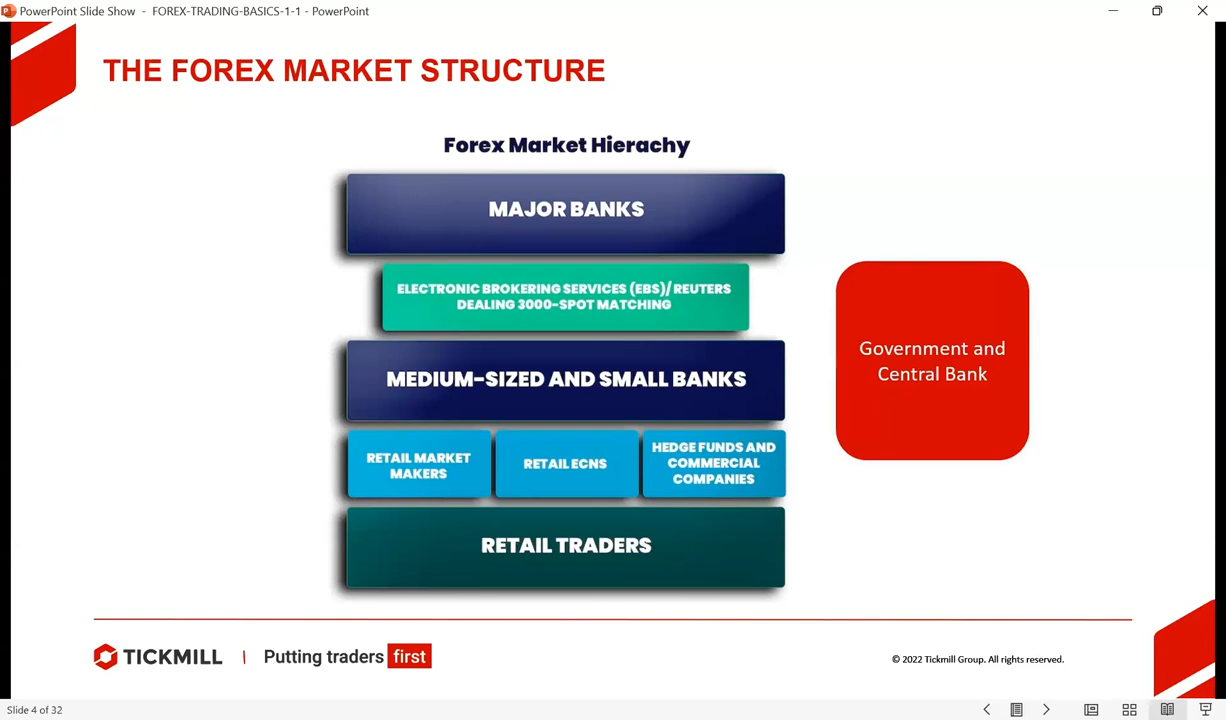 PowerPoint Slide Show - FOREX-TRADING-BASICS-1-1 - PowerPoint
THE FOREX MARKET STRUCTURE
Forex Market Hierachy
MAJOR BANKS
ELECTRONIC BROKERING SERVICES (EBS)/ REUTERS
DEALING 3000-SPOT MATCHING
MEDIUM-SIZED AND SMALL BANKS
RETAIL MARKET
MAKERS
RETAIL ECNS
HEDGE FUNDS AND
COMMERCIAL
COMPANIES
RETAIL TRADERS
Government and
Central Bank
TICKMILL | Putting traders first
© 2022 Tickmill Group. All rights reserved.
Slide 4 of 32